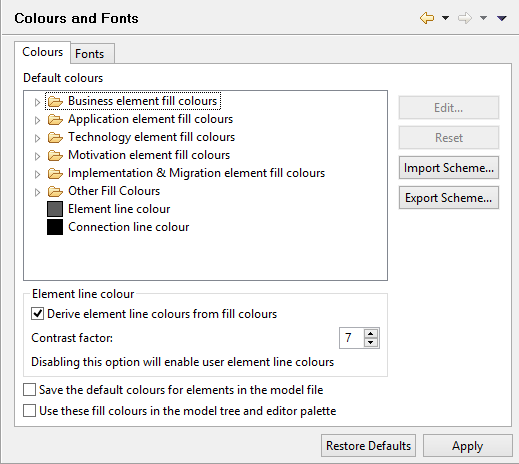 Colours and Fonts
Colours
Fonts
Default colours
Business element fill colours
Application element fill colours
Technology element fill colours
Motivation element fill colours
Implementation & Migration element fill colours
Other Fill Colours
Element line colour
Connection line colour
Edit...
Reset
Import Scheme...
Export Scheme...
Element line colour
Derive element line colours from fill colours
Contrast factor:
7
Disabling this option will enable user element line colours
Save the default colours for elements in the model file
Use these fill colours in the model tree and editor palette
Restore Defaults
Apply